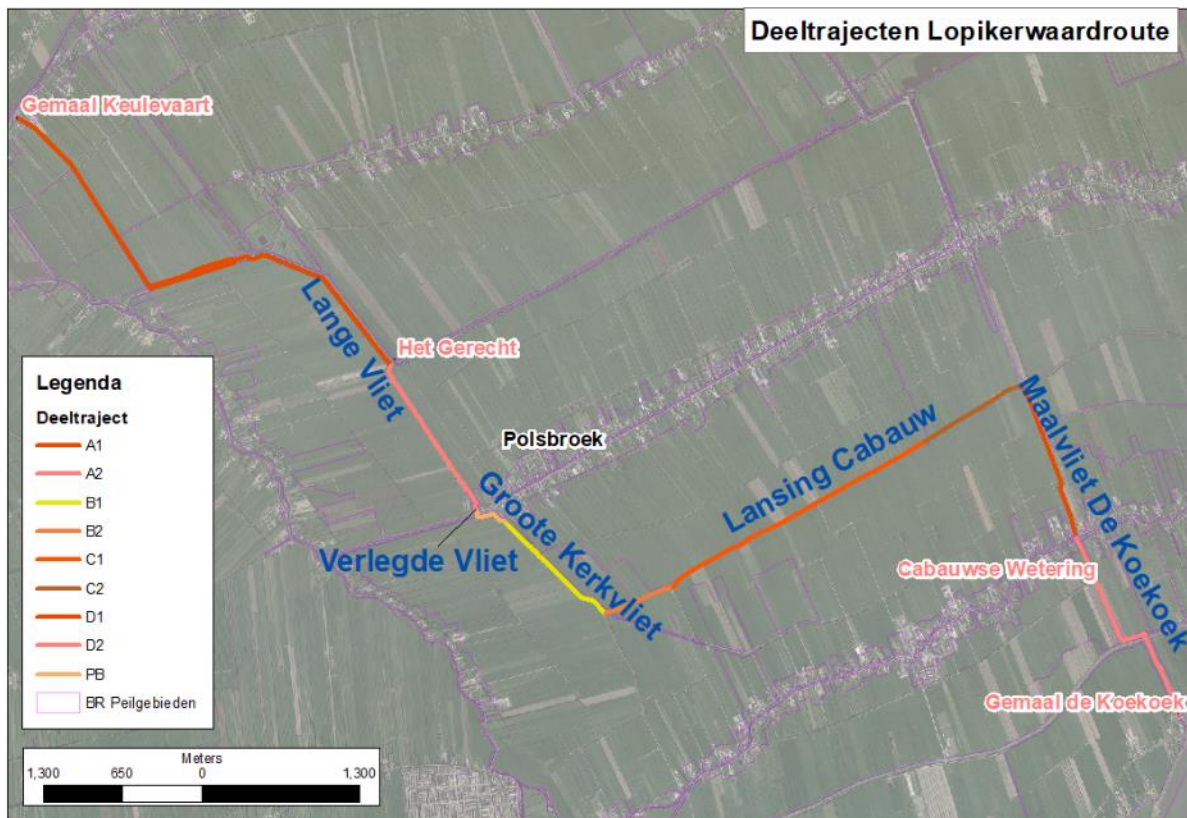 Deeltrajecten Lopikerwaardroute
Gemaal Keulevaart
Lange Vliet
Het Gerecht
Polsbroek
Groote Kerkvliet
Verlegde Vliet
Lansing Cabauw
Maalvliet De Koekoek
Cabauwse Wetering
Gemaal de Koekoek
Legenda
Deeltraject
A1
A2
B1
B2
C1
C2
D1
D2
PB
BR Peilgebieden
Meters
1,300 650 0 1,300